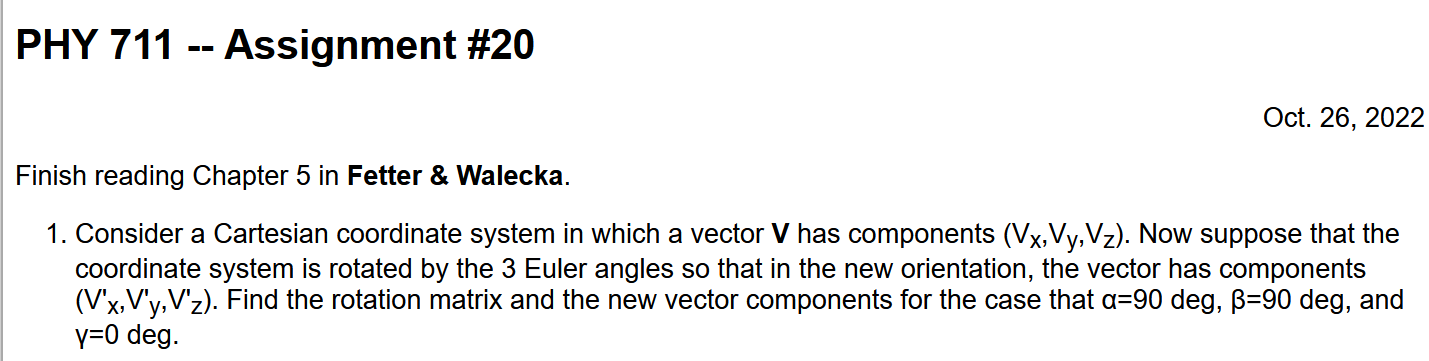 PHY 711 -- Assignment #20
Oct. 26, 2022
Finish reading Chapter 5 in Fetter & Walecka.
1. Consider a Cartesian coordinate system in which a vector V has components (Vx,Vy,Vz). Now suppose that the
coordinate system is rotated by the 3 Euler angles so that in the new orientation, the vector has components
(V'x,V'y,V'z). Find the rotation matrix and the new vector components for the case that α=90 deg, β=90 deg, and
γ=0 deg.